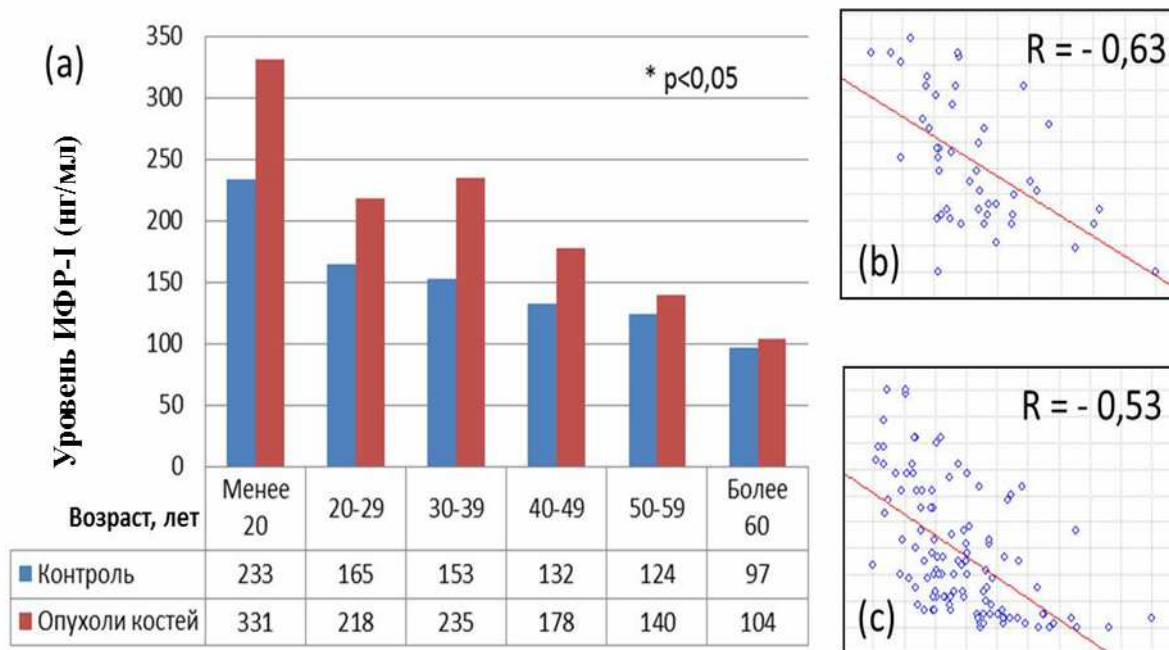 (a)
Уровень ИФР-I (нг/мл)
350
300
250
200
150
100
50
0
* p<0,05
Возраст, лет
Менее 20
20-29
30-39
40-49
50-59
Более 60
Контроль 233 165 153 132 124 97
Опухоли костей 331 218 235 178 140 104
R = - 0,63
(b)
R = - 0,53
(c)